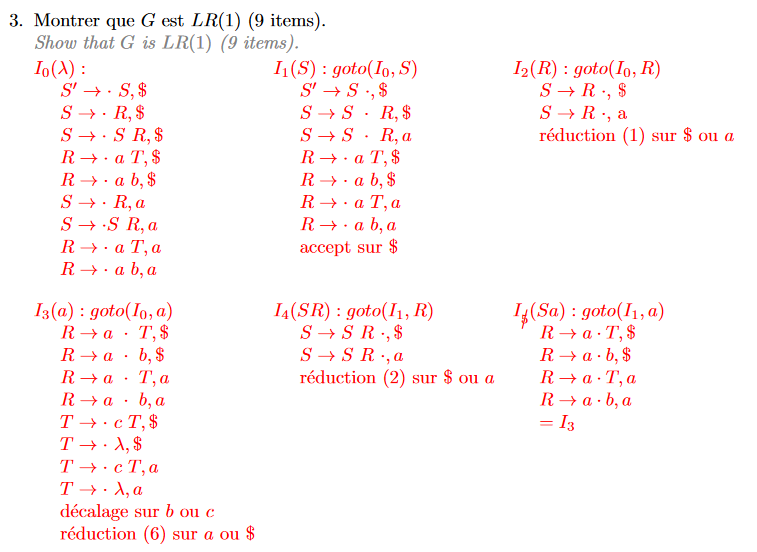 3. Montrer que G est LR(1) (9 items).
Show that G is LR(1) (9 items).
I₀(λ) :
S′ → · S, $
S → · R, $
S → · S R, $
R → · a T, $
R → · a b, $
S → · R, a
S → ·S R, a
R → · a T, a
R → · a b, a
I₁(S) : goto(I₀, S)
S′ → S ·, $
S → S · R, $
S → S · R, a
R → · a T, $
R → · a b, $
R → · a T, a
R → · a b, a
accept sur $
I₂(R) : goto(I₀, R)
S → R ·, $
S → R ·, a
réduction (1) sur $ ou a
I₃(a) : goto(I₀, a)
R → a · T, $
R → a · b, $
R → a · T, a
R → a · b, a
T → · c T, $
T → · λ, $
T → · c T, a
T → · λ, a
décalage sur b ou c
réduction (6) sur a ou $
I₄(SR) : goto(I₁, R)
S → S R ·, $
S → S R ·, a
réduction (2) sur $ ou a
(Sa) : goto(I₁, a)
R → a · T, $
R → a · b, $
R → a · T, a
R → a · b, a
= I₃